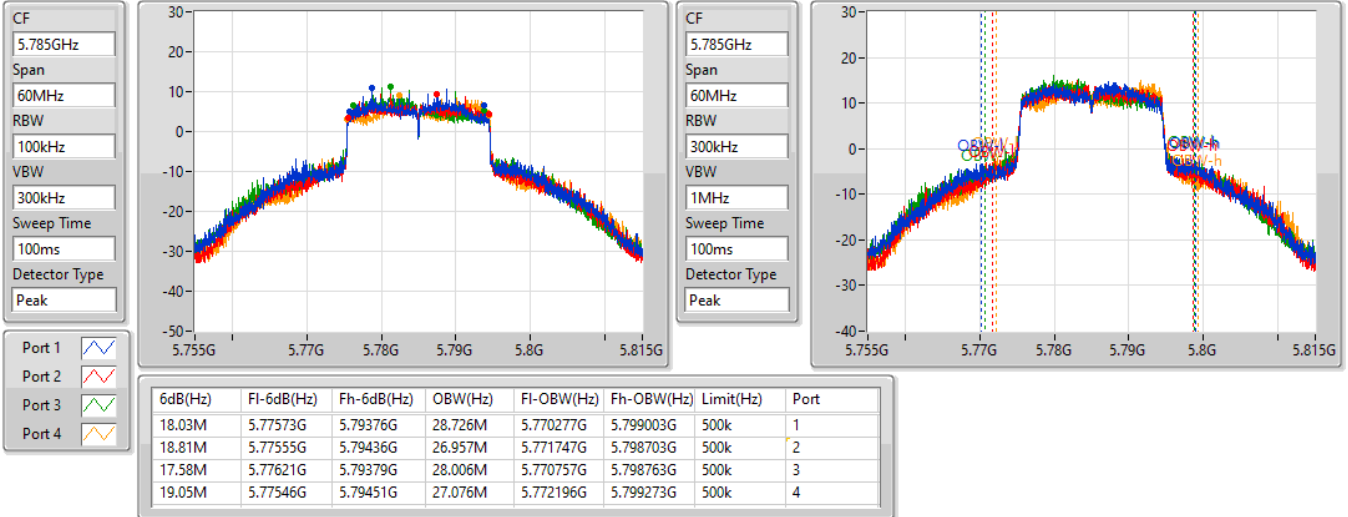 CF
5.785GHz
Span
60MHz
RBW
100kHz
VBW
300kHz
Sweep Time
100ms
Detector Type
Peak
30
20
10
0
-10
-20
-30
-40
-50
5.755G 5.77G 5.78G 5.79G 5.8G 5.815G
CF
5.785GHz
Span
60MHz
RBW
300kHz
VBW
1MHz
Sweep Time
100ms
Detector Type
Peak
30
20
10
0
-10
-20
-30
-40
OBW-h
OBW-h
5.755G 5.77G 5.78G 5.79G 5.8G 5.815G
Port 1
Port 2
Port 3
Port 4
6dB(Hz) Fl-6dB(Hz) Fh-6dB(Hz) OBW(Hz) Fl-OBW(Hz) Fh-OBW(Hz) Limit(Hz) Port
18.03M 5.77573G 5.79376G 28.726M 5.770277G 5.799003G 500k 1
18.81M 5.77555G 5.79436G 26.957M 5.771747G 5.798703G 500k 2
17.58M 5.77621G 5.79379G 28.006M 5.770757G 5.798763G 500k 3
19.05M 5.77546G 5.79451G 27.076M 5.772196G 5.799273G 500k 4